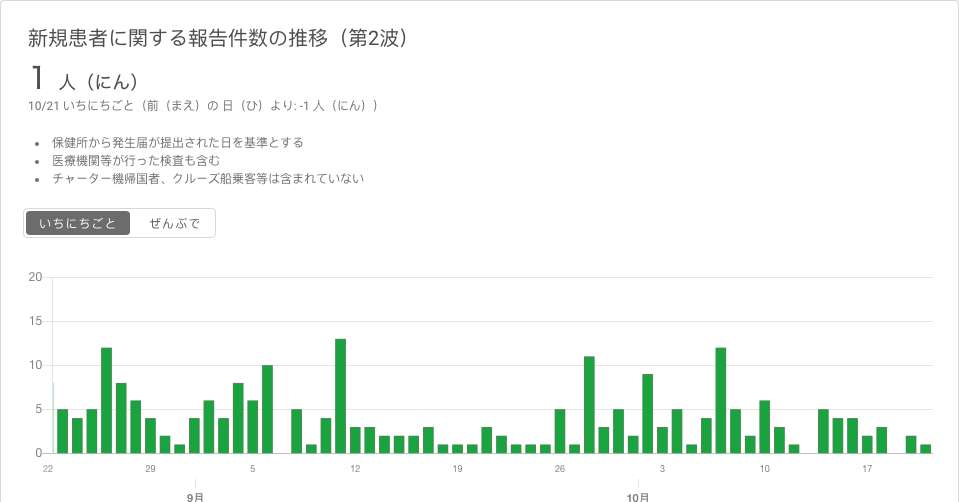 新規患者に関する報告件数の推移（第2波）
1 人（にん）
10/21 いちにちごと（前（まえ）の 日（ひ）より: -1 人（にん））
保健所から発生届が提出された日を基準とする
医療機関等が行った検査も含む
チャーター機帰国者、クルーズ船乗客等は含まれていない
いちにちごと ぜんぶで
20
15
10
5
0
22 29 5 12 19 26 3 10 17
9月 10月